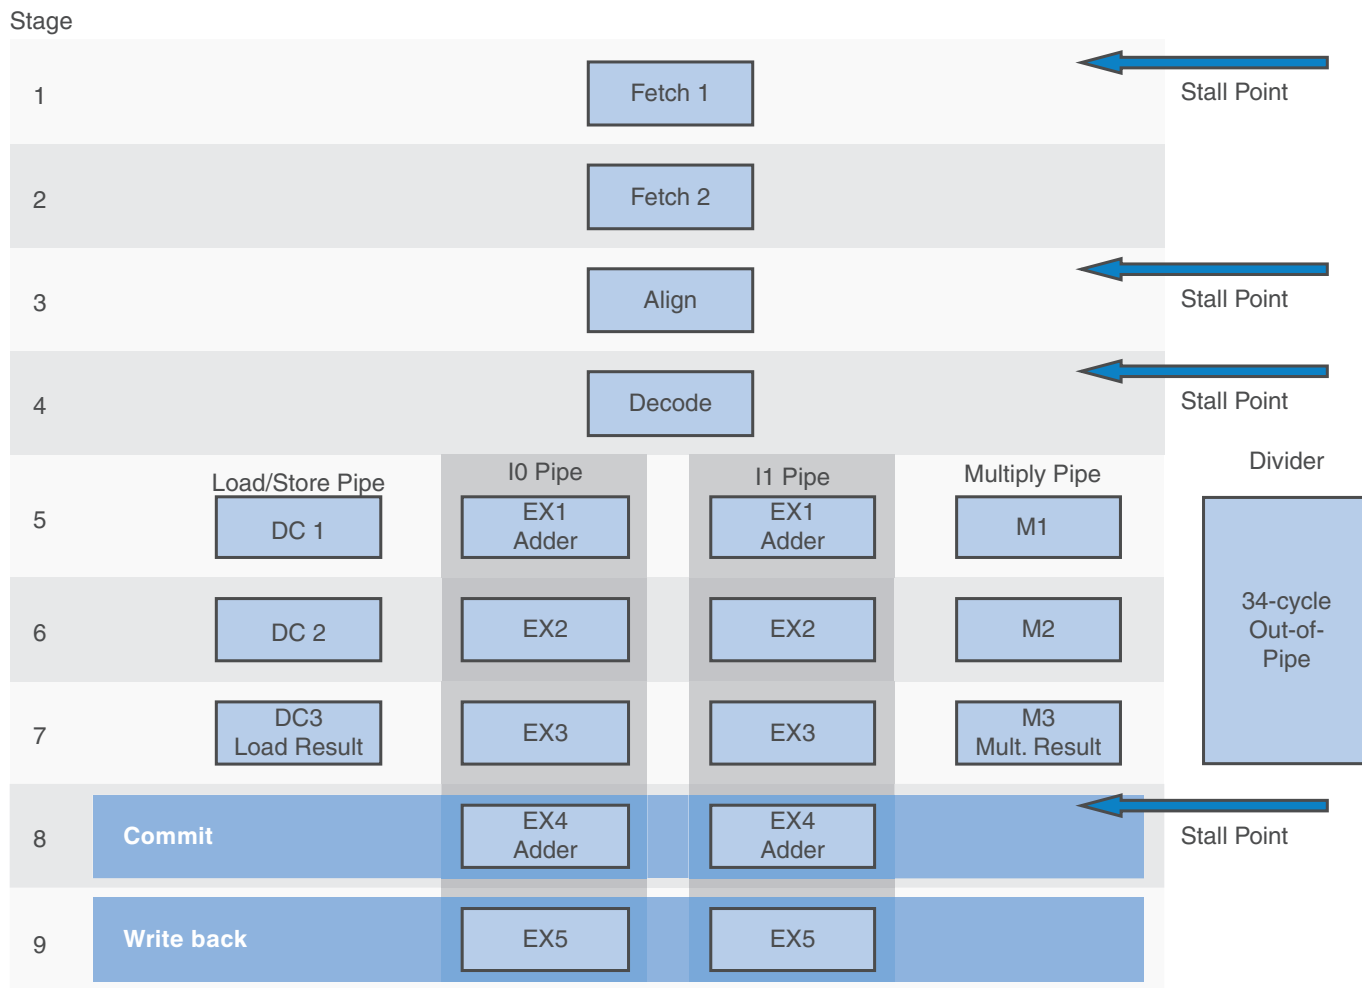 Stage
1
Fetch 1
Stall Point
2
Fetch 2
3
Align
Stall Point
4
Decode
Stall Point
Load/Store Pipe
I0 Pipe
I1 Pipe
Multiply Pipe
Divider
5
DC 1
EX1
Adder
EX1
Adder
M1
6
DC 2
EX2
EX2
M2
34-cycle
Out-of-
Pipe
7
DC3
Load Result
EX3
EX3
M3
Mult. Result
8
Commit
EX4
Adder
EX4
Adder
Stall Point
9
Write back
EX5
EX5